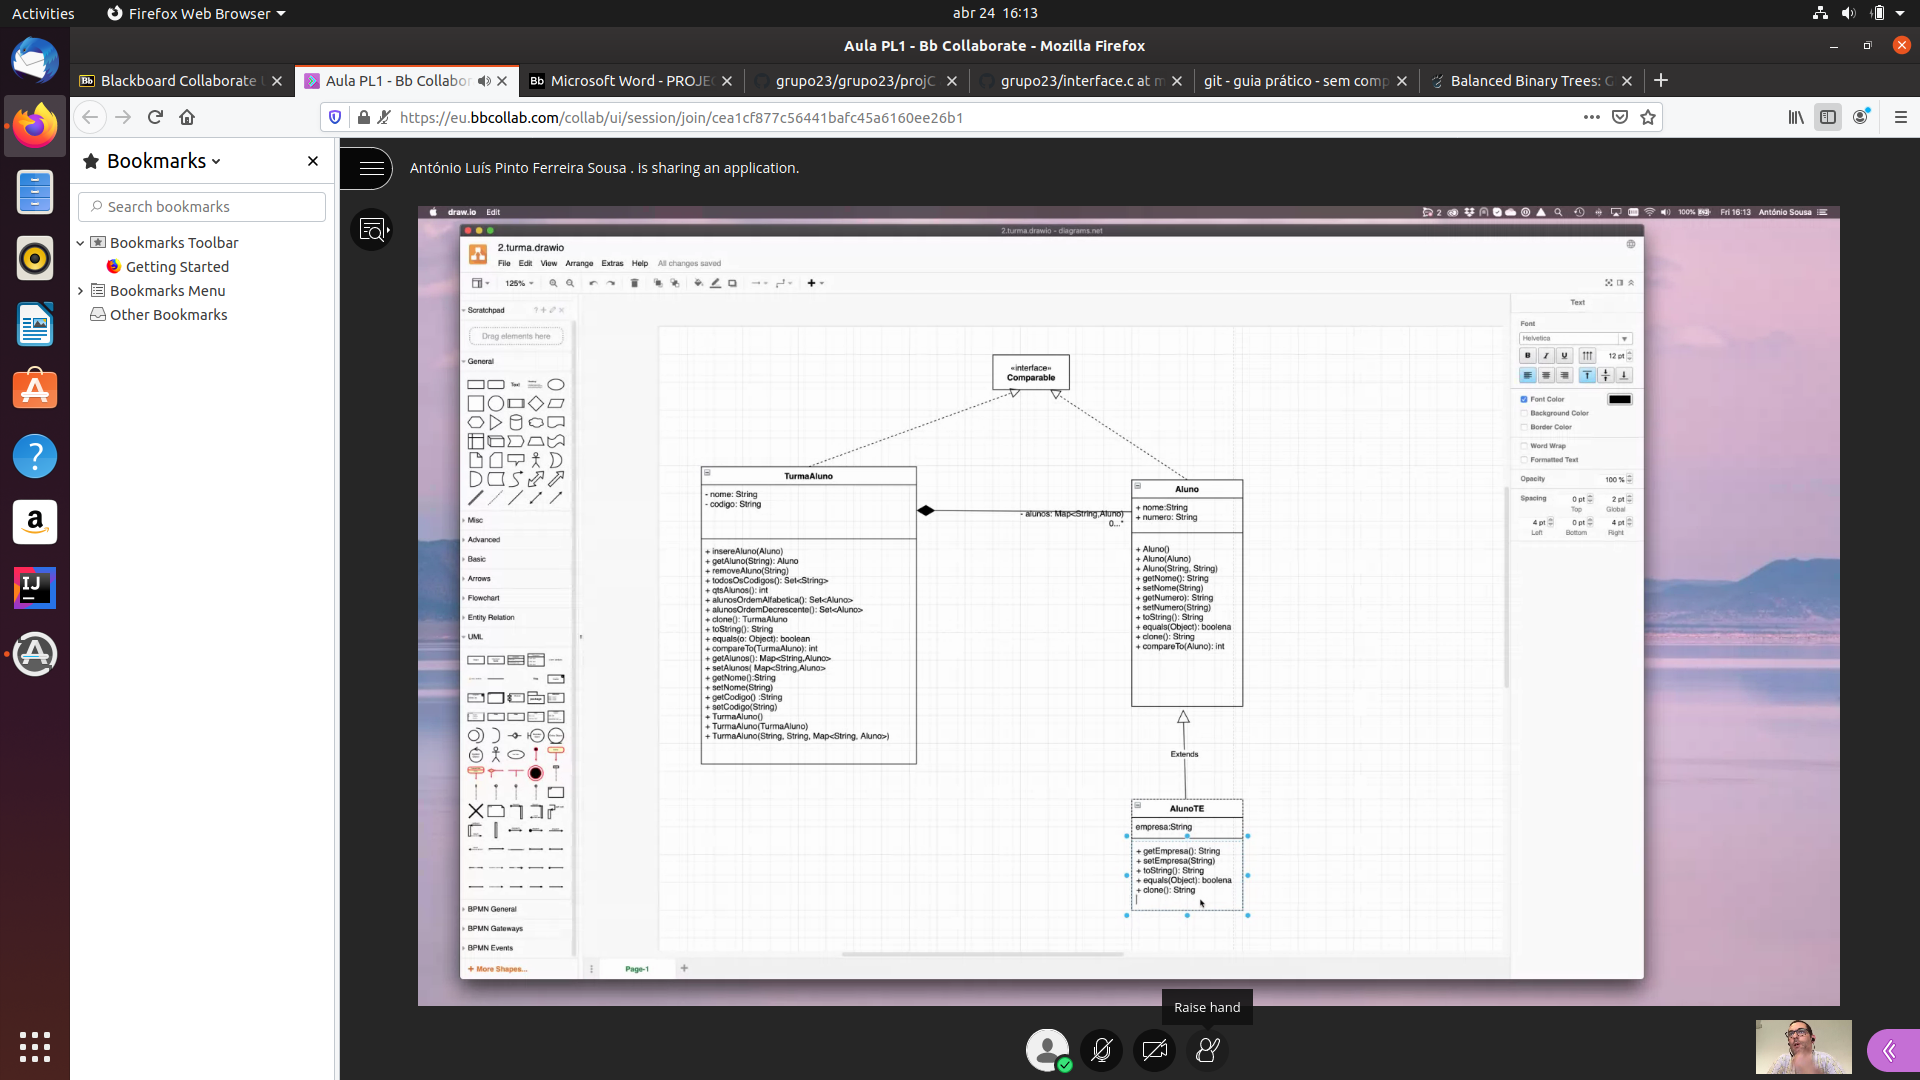 Activities
Firefox Web Browser
abr 24 16:13
Aula PL1 - Bb Collaborate - Mozilla Firefox
Blackboard Collaborate
Aula PL1 - Bb Collabor
Microsoft Word - PROJE
grupo23/grupo23/projC
grupo23/interface.c at m
git - guia prático - sem comp
Balanced Binary Trees: G
https://eu.bbcollab.com/collab/ui/session/join/cea1cf877c56441bafc45a6160ee26b1
Bookmarks
Search bookmarks
Bookmarks Toolbar
Getting Started
Bookmarks Menu
Other Bookmarks
António Luís Pinto Ferreira Sousa . is sharing an application.
draw.io Edit
2 100% Fri 16:13 António Sousa
2.turma.drawio - diagrams.net
2.turma.drawio
File Edit View Arrange Extras Help All changes saved
125%
Scratchpad
Drag elements here
General
Text
Misc
Advanced
Basic
Arrows
Flowchart
Entity Relation
UML
BPMN General
BPMN Gateways
BPMN Events
+ More Shapes...
«interface»
Comparable
TurmaAluno
- nome: String
- codigo: String
+ insereAluno(Aluno)
+ getAluno(String): Aluno
+ removeAluno(String)
+ todosOsCodigos(): Set<String>
+ qtsAlunos(): int
+ alunosOrdemAlfabetica(): Set<Aluno>
+ alunosOrdemDecrescente(): Set<Aluno>
+ clone(): TurmaAluno
+ toString(): String
+ equals(o: Object): boolean
+ compareTo(TurmaAluno): int
+ getAlunos(): Map<String,Aluno>
+ setAlunos( Map<String,Aluno>
+ getNome():String
+ setNome(String)
+ getCodigo() :String
+ setCodigo(String)
+ TurmaAluno()
+ TurmaAluno(TurmaAluno)
+ TurmaAluno(String, String, Map<String, Aluno>)
- alunos: Map<String,Aluno)
0...*
Aluno
+ nome:String
+ numero: String
+ Aluno()
+ Aluno(Aluno)
+ Aluno(String, String)
+ getNome(): String
+ setNome(String)
+ getNumero): String
+ setNumero(String)
+ toString(): String
+ equals(Object): boolena
+ clone(): String
+ compareTo(Aluno): int
Extends
AlunoTE
empresa:String
+ getEmpresa(): String
+ setEmpresa(String)
+ toString(): String
+ equals(Object): boolena
+ clone(): String
Page-1
Text
Font
Helvetica
B I U 12 pt
Font Color
Background Color
Border Color
Word Wrap
Formatted Text
Opacity 100 %
Spacing 0 pt 2 pt
Top Global
4 pt 0 pt 4 pt
Left Bottom Right
Raise hand